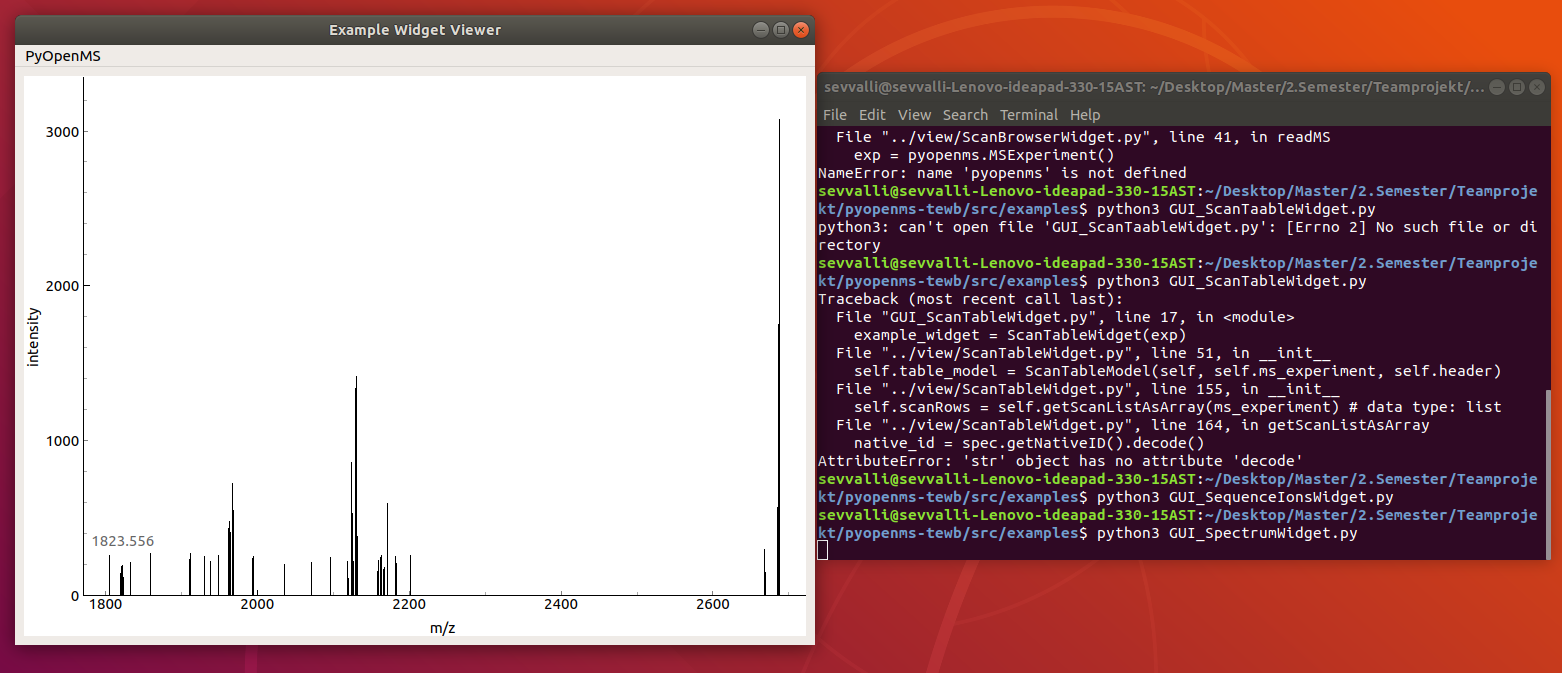 Example Widget Viewer
PyOpenMS
3000
2000
1000
0
intensity
1823.556
1800
2000
2200
2400
2600
m/z
sevvalli@sevvalli-Lenovo-ideapad-330-15AST: ~/Desktop/Master/2.Semester/Teamprojekt/...
File Edit View Search Terminal Help
  File "../view/ScanBrowserWidget.py", line 41, in readMS
    exp = pyopenms.MSExperiment()
NameError: name 'pyopenms' is not defined
sevvalli@sevvalli-Lenovo-ideapad-330-15AST:~/Desktop/Master/2.Semester/Teamproje
kt/pyopenms-tewb/src/examples$ python3 GUI_ScanTaableWidget.py
python3: can't open file 'GUI_ScanTaableWidget.py': [Errno 2] No such file or di
rectory
sevvalli@sevvalli-Lenovo-ideapad-330-15AST:~/Desktop/Master/2.Semester/Teamproje
kt/pyopenms-tewb/src/examples$ python3 GUI_ScanTableWidget.py
Traceback (most recent call last):
  File "GUI_ScanTableWidget.py", line 17, in <module>
    example_widget = ScanTableWidget(exp)
  File "../view/ScanTableWidget.py", line 51, in __init__
    self.table_model = ScanTableModel(self, self.ms_experiment, self.header)
  File "../view/ScanTableWidget.py", line 155, in __init__
    self.scanRows = self.getScanListAsArray(ms_experiment) # data type: list
  File "../view/ScanTableWidget.py", line 164, in getScanListAsArray
    native_id = spec.getNativeID().decode()
AttributeError: 'str' object has no attribute 'decode'
sevvalli@sevvalli-Lenovo-ideapad-330-15AST:~/Desktop/Master/2.Semester/Teamproje
kt/pyopenms-tewb/src/examples$ python3 GUI_SequenceIonsWidget.py
sevvalli@sevvalli-Lenovo-ideapad-330-15AST:~/Desktop/Master/2.Semester/Teamproje
kt/pyopenms-tewb/src/examples$ python3 GUI_SpectrumWidget.py